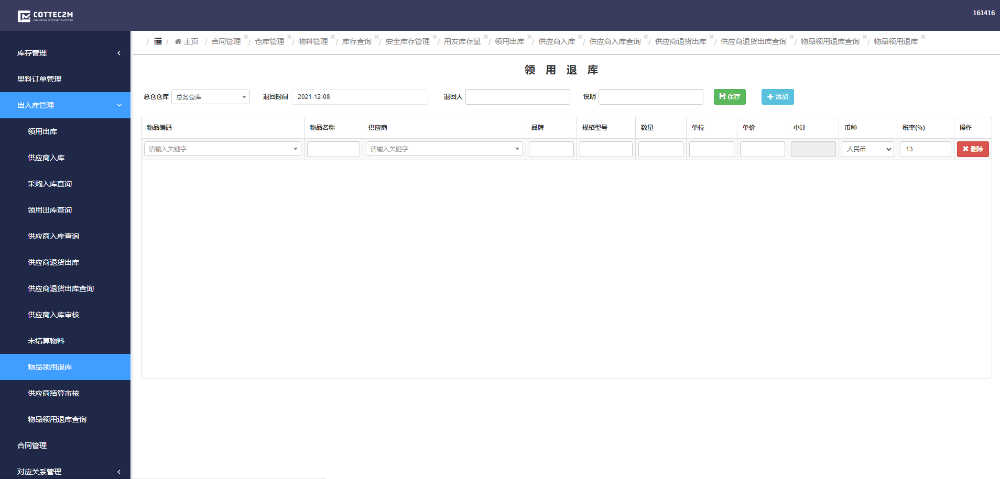 COTTEC2M
INDUSTRIAL INTERNET PLATFORM
161416
库存管理
里料订单管理
出入库管理
领用出库
供应商入库
采购入库查询
领用出库查询
供应商入库查询
供应商退货出库
供应商退货出库查询
供应商入库审核
未结算物料
物品领用退库
供应商结算审核
物品领用退库查询
合同管理
对应关系管理
/ / 主页 / 合同管理 / 仓库管理 / 物料管理 / 库存查询 / 安全库存管理 / 用友库存量 / 领用出库 / 供应商入库 / 供应商入库查询 / 供应商退货出库 / 供应商退货出库查询 / 物品领用退库查询 / 物品领用退库
领 用 退 库
总仓仓库 总务仓库 退回时间 2021-12-08 退回人 说明 保存 添加
物品编码 物品名称 供应商 品牌 规格型号 数量 单位 单价 小计 币种 税率(%) 操作
请输入关键字 请输入关键字 人民币 13 删除